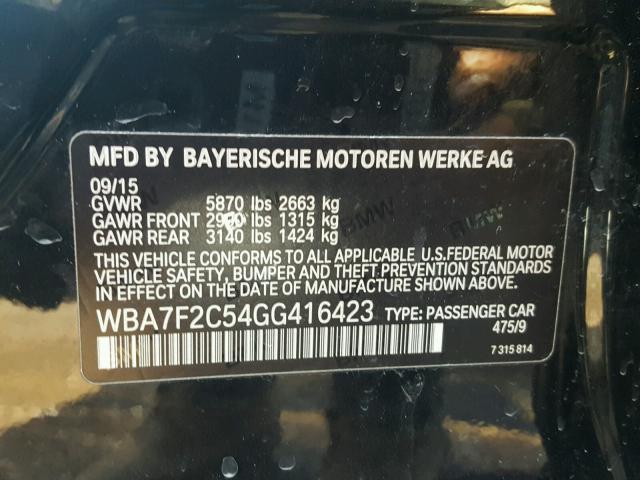 MFD BY BAYERISCHE MOTOREN WERKE AG
09/15
GVWR 5870 lbs 2663 kg
GAWR FRONT lbs 1315 kg
GAWR REAR 3140 lbs 1424 kg
THIS VEHICLE CONFORMS TO ALL APPLICABLE U.S.FEDERAL MOTOR
VEHICLE SAFETY, BUMPER AND THEFT PREVENTION STANDARDS
IN EFFECT ON THE DATE OF MANUFACTURE SHOWN ABOVE.
WBA7F2C54GG416423 TYPE: PASSENGER CAR
475/9
7 315 814